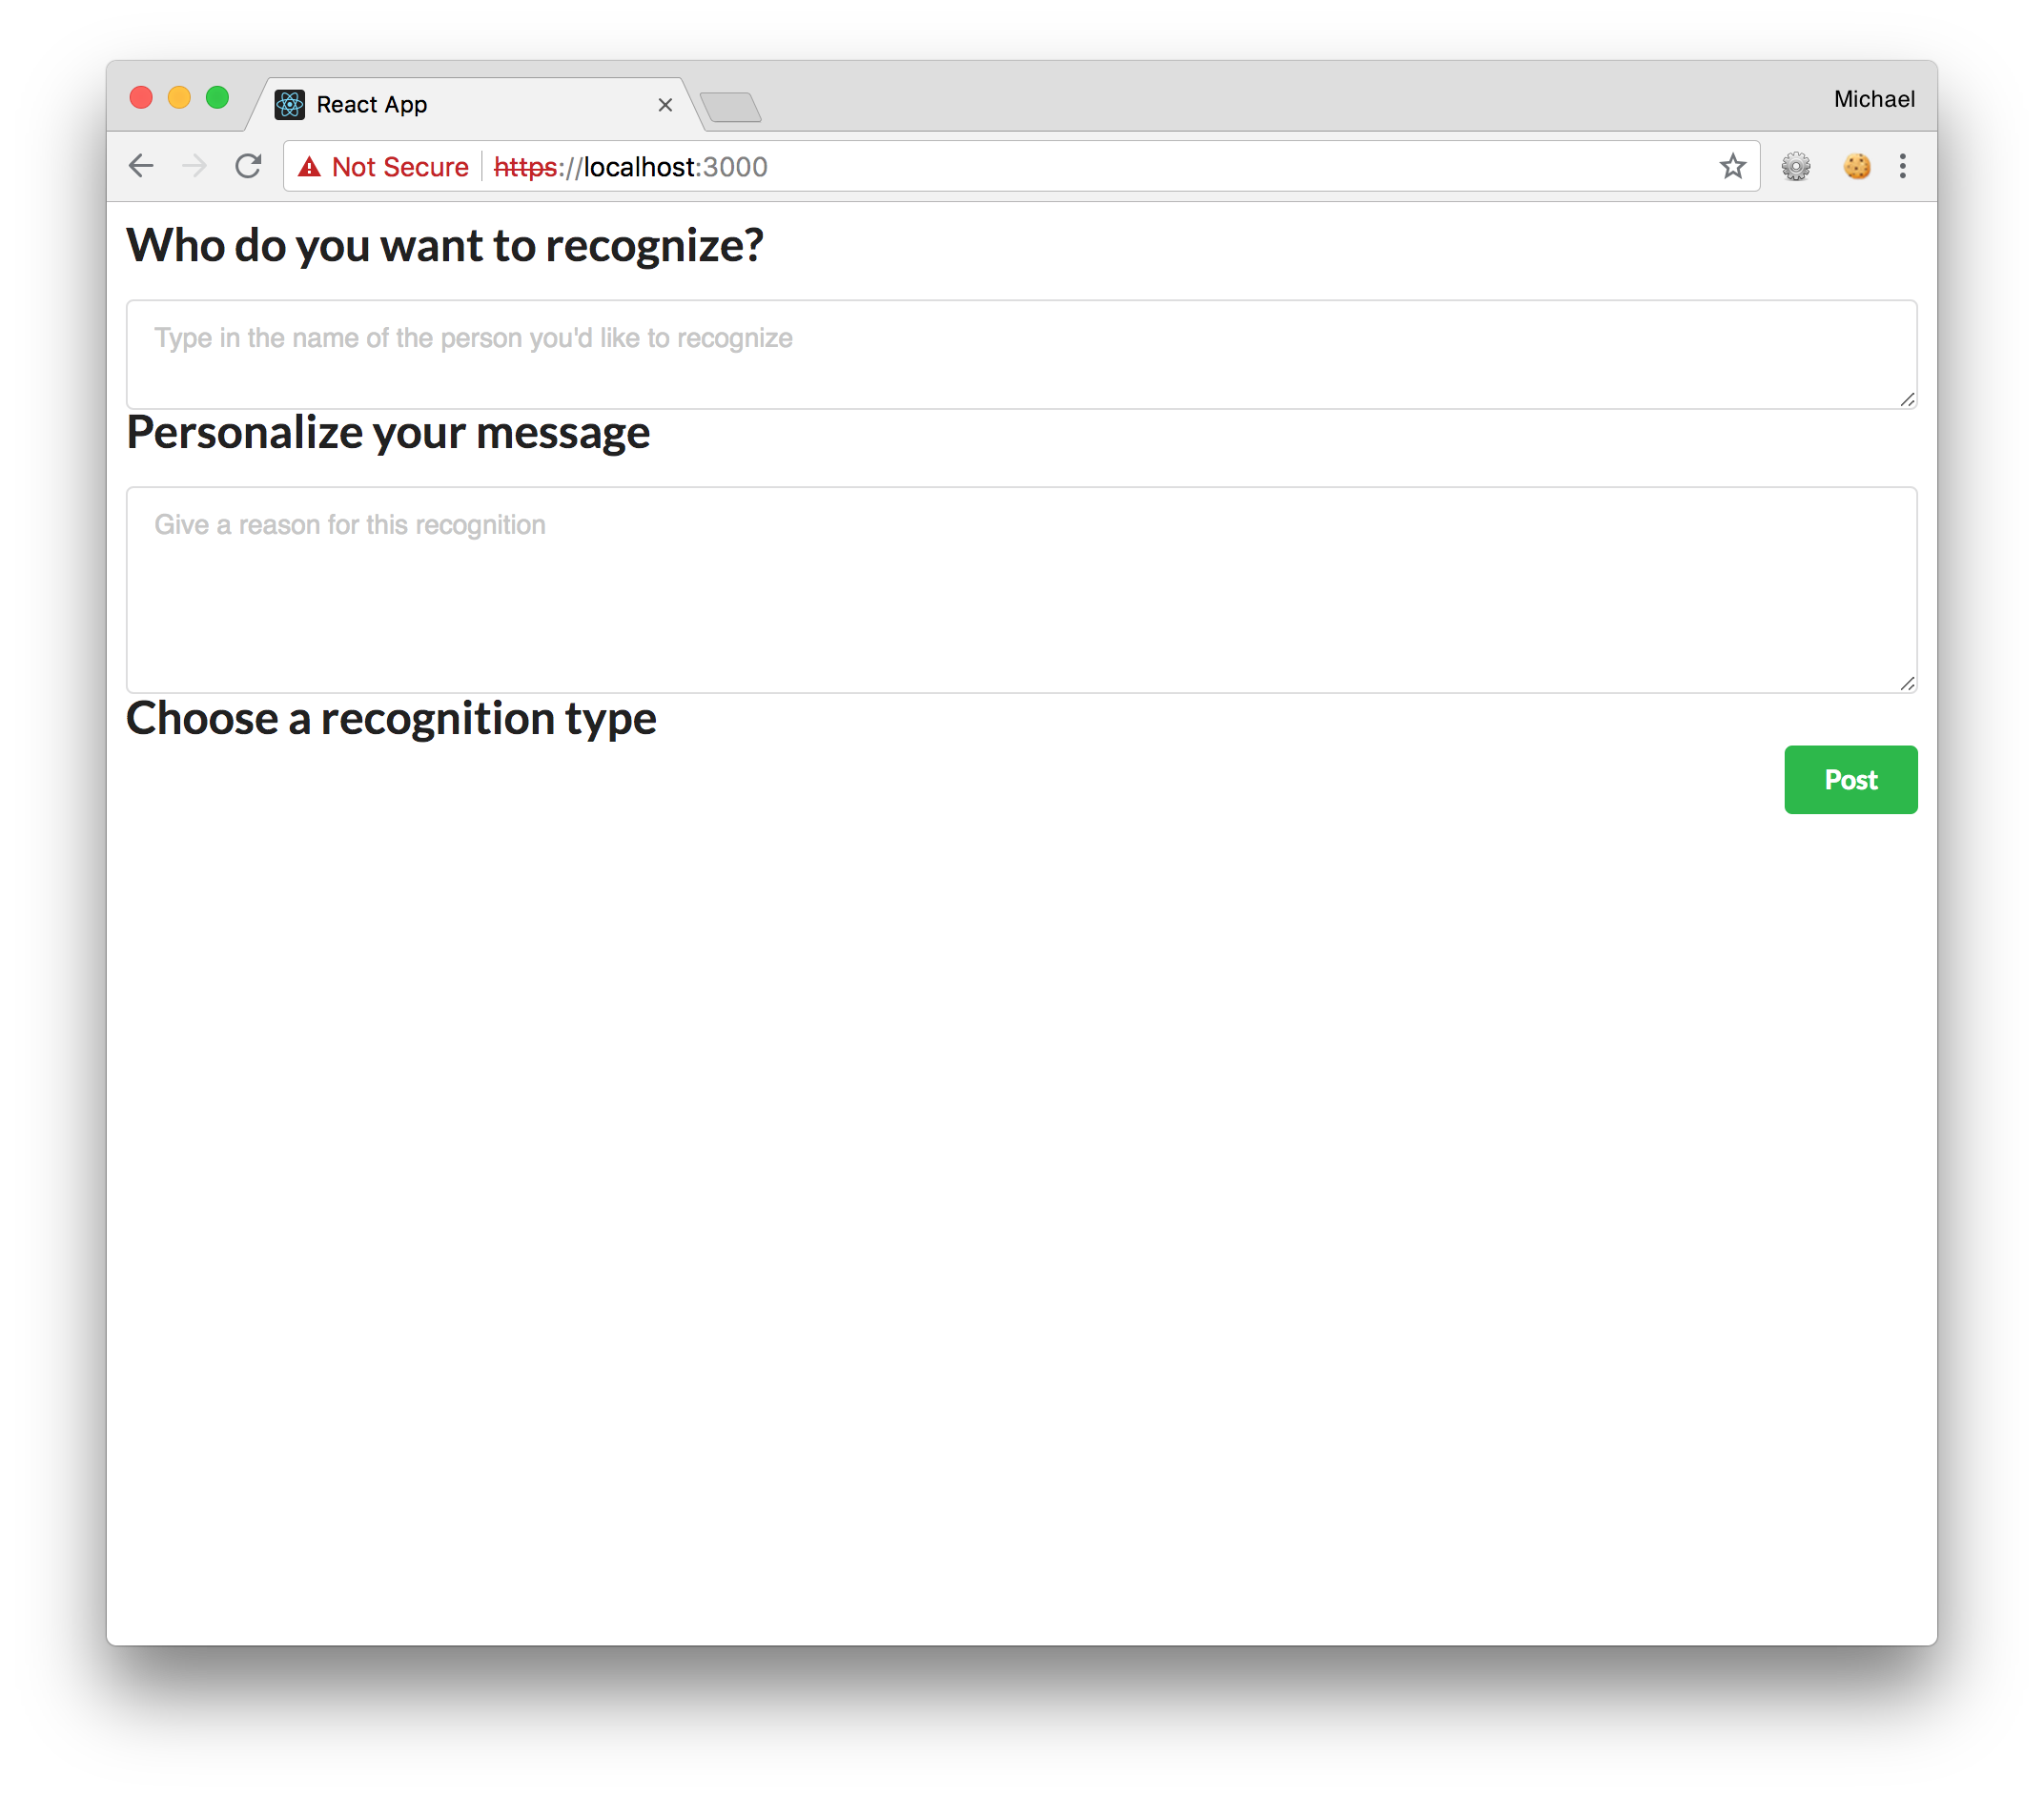 React App
Michael
Not Secure https://localhost:3000
Who do you want to recognize?
Type in the name of the person you'd like to recognize
Personalize your message
Give a reason for this recognition
Choose a recognition type
Post